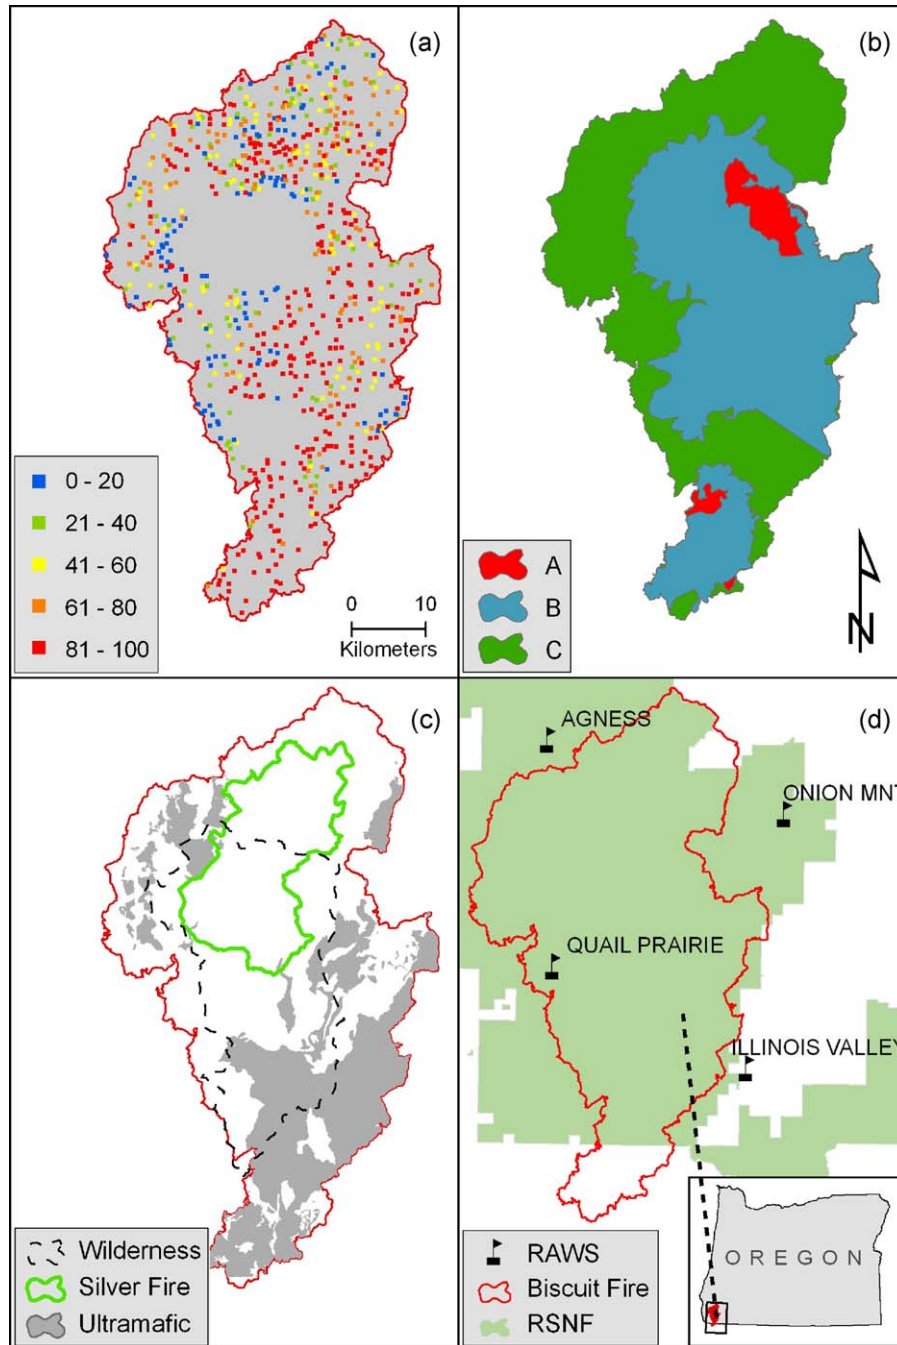 (a)
0 - 20
21 - 40
41 - 60
61 - 80
81 - 100
0 10
Kilometers
(b)
A
B
C
N
(c)
Wilderness
Silver Fire
Ultramafic
(d)
AGNESS
ONION MNT
QUAIL PRAIRIE
ILLINOIS VALLEY
RAWS
Biscuit Fire
RSNF
OREGON